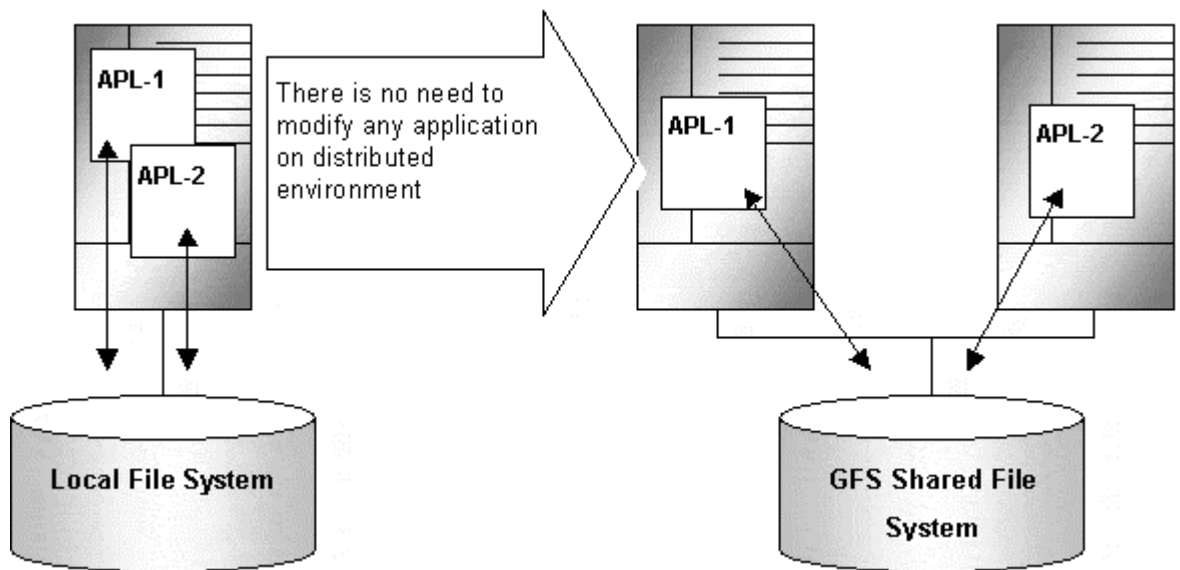 APL-1
APL-2
There is no need to
modify any application
on distributed
environment
APL-1
APL-2
Local File System
GFS Shared File
System